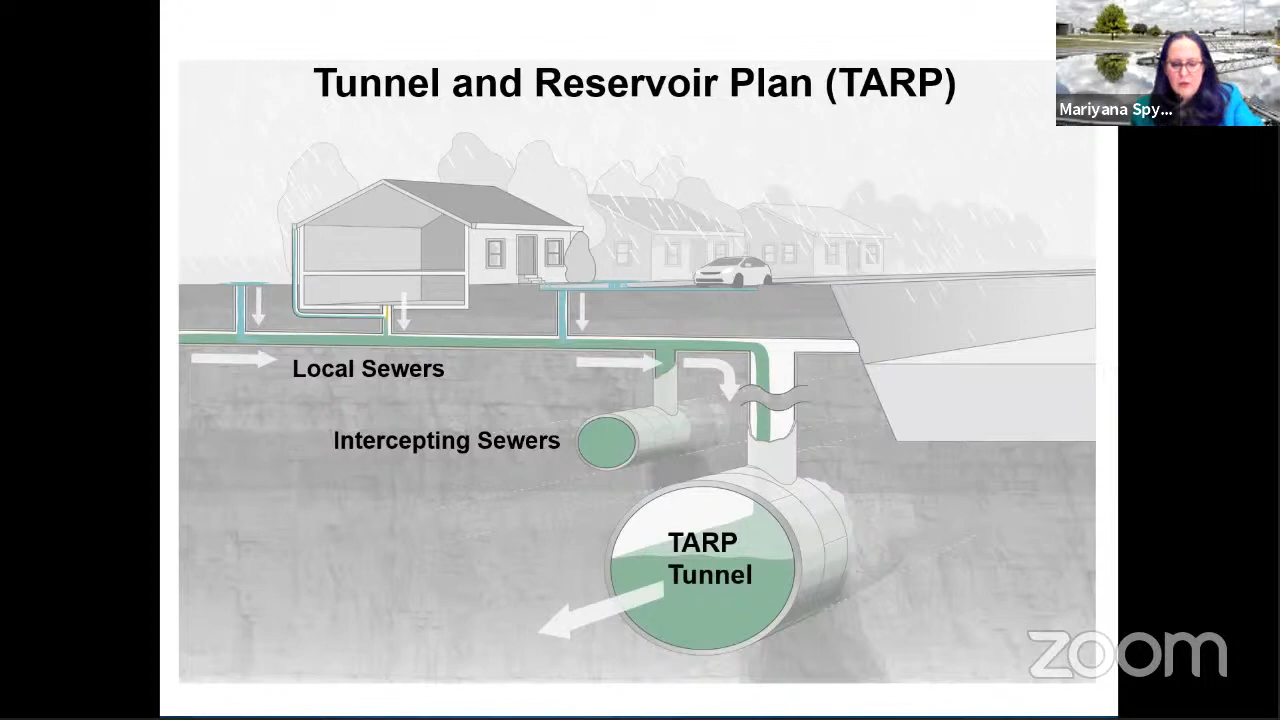 Tunnel and Reservoir Plan (TARP)
Mariyana Spy...
Local Sewers
Intercepting Sewers
TARP
Tunnel
zoom